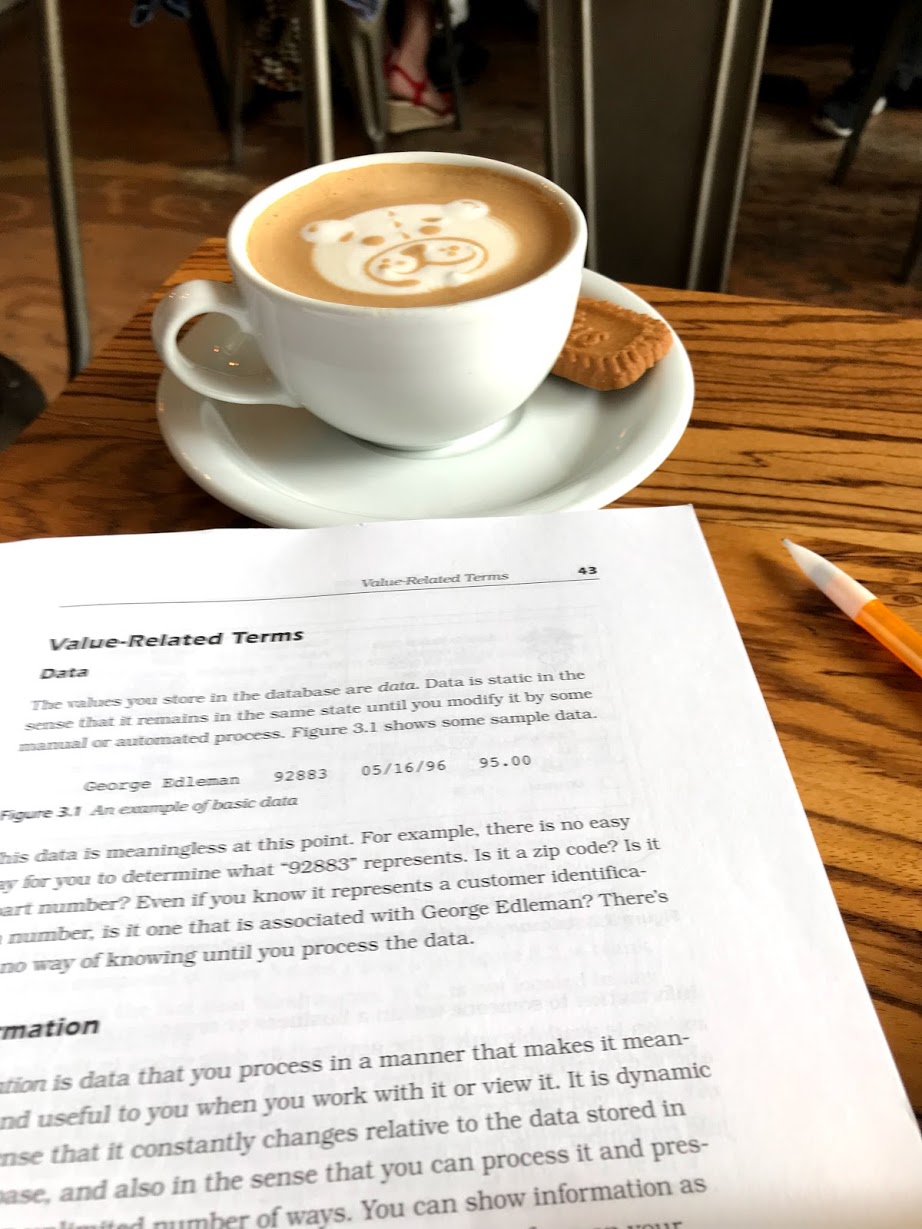 Value-Related Terms 43
Value-Related Terms
Data
The values you store in the database are data. Data is static in the
sense that it remains in the same state until you modify it by some
manual or automated process. Figure 3.1 shows some sample data.
George Edleman 92883 05/16/96 95.00
Figure 3.1 An example of basic data
his data is meaningless at this point. For example, there is no easy
ay for you to determine what "92883" represents. Is it a zip code? Is it
art number? Even if you know it represents a customer identifica-
number, is it one that is associated with George Edleman? There's
no way of knowing until you process the data.
rmation
ation is data that you process in a manner that makes it mean-
nd useful to you when you work with it or view it. It is dynamic
nse that it constantly changes relative to the data stored in
base, and also in the sense that you can process it and pres-
unlimited number of ways. You can show information as
your